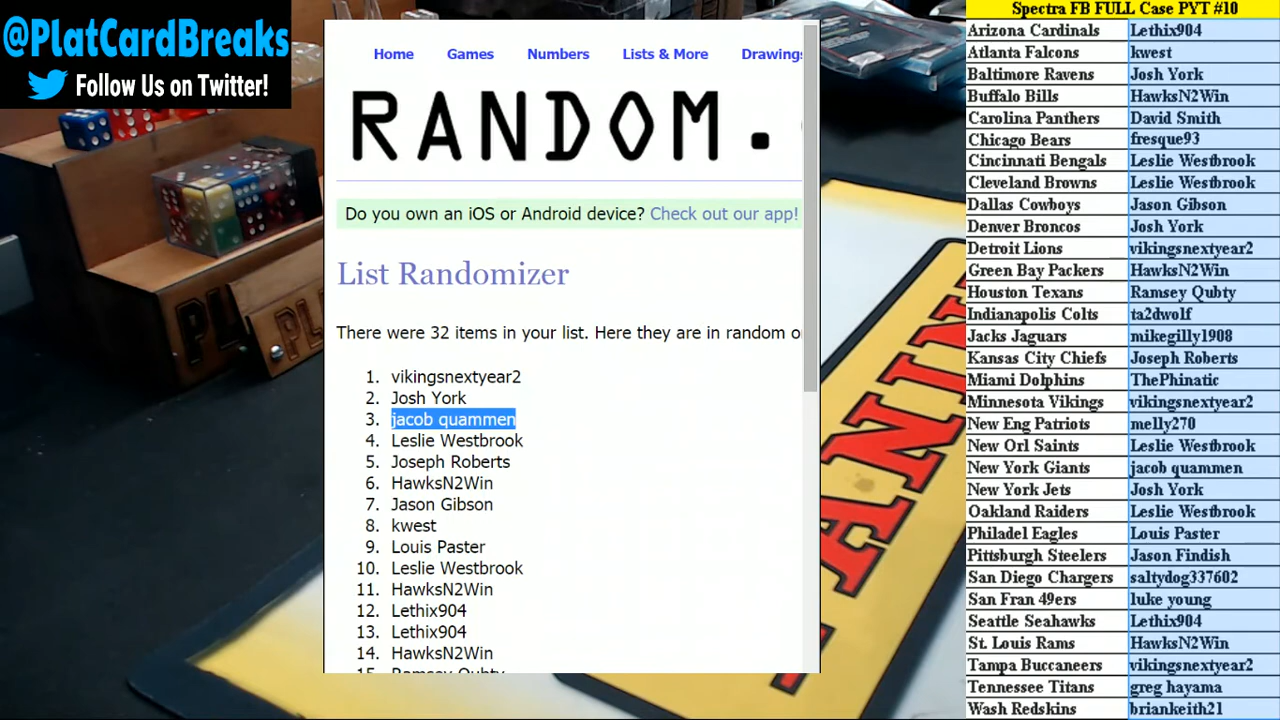 @PlatCardBreaks
Follow Us on Twitter!
Home Games Numbers Lists & More Drawings
RANDOM.
Do you own an iOS or Android device? Check out our app!
List Randomizer
There were 32 items in your list. Here they are in random
1. vikingsnextyear2
2. Josh York
3. jacob quammen
4. Leslie Westbrook
5. Joseph Roberts
6. HawksN2Win
7. Jason Gibson
8. kwest
9. Louis Paster
10. Leslie Westbrook
11. HawksN2Win
12. Lethix904
13. Lethix904
14. HawksN2Win
15. Ramsey Qubty
Spectra FB FULL Case PYT #10
Arizona Cardinals Lethix904
Atlanta Falcons kwest
Baltimore Ravens Josh York
Buffalo Bills HawksN2Win
Carolina Panthers David Smith
Chicago Bears fresque93
Cincinnati Bengals Leslie Westbrook
Cleveland Browns Leslie Westbrook
Dallas Cowboys Jason Gibson
Denver Broncos Josh York
Detroit Lions vikingsnextyear2
Green Bay Packers HawksN2Win
Houston Texans Ramsey Qubty
Indianapolis Colts ta2dwolf
Jacks Jaguars mikegilly1908
Kansas City Chiefs Joseph Roberts
Miami Dolphins ThePhinatic
Minnesota Vikings vikingsnextyear2
New Eng Patriots melly270
New Orl Saints Leslie Westbrook
New York Giants jacob quammen
New York Jets Josh York
Oakland Raiders Leslie Westbrook
Philadel Eagles Louis Paster
Pittsburgh Steelers Jason Findish
San Diego Chargers saltydog337602
San Fran 49ers luke young
Seattle Seahawks Lethix904
St. Louis Rams HawksN2Win
Tampa Buccaneers vikingsnextyear2
Tennessee Titans greg hayama
Wash Redskins briankeith21